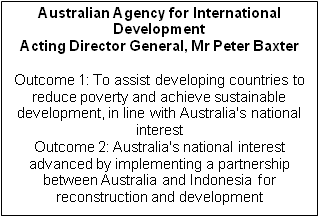 Australian Agency for International
Development
Acting Director General, Mr Peter Baxter
Outcome 1: To assist developing countries to
reduce poverty and achieve sustainable
development, in line with Australia's national
interest
Outcome 2: Australia's national interest
advanced by implementing a partnership
between Australia and Indonesia for
reconstruction and development